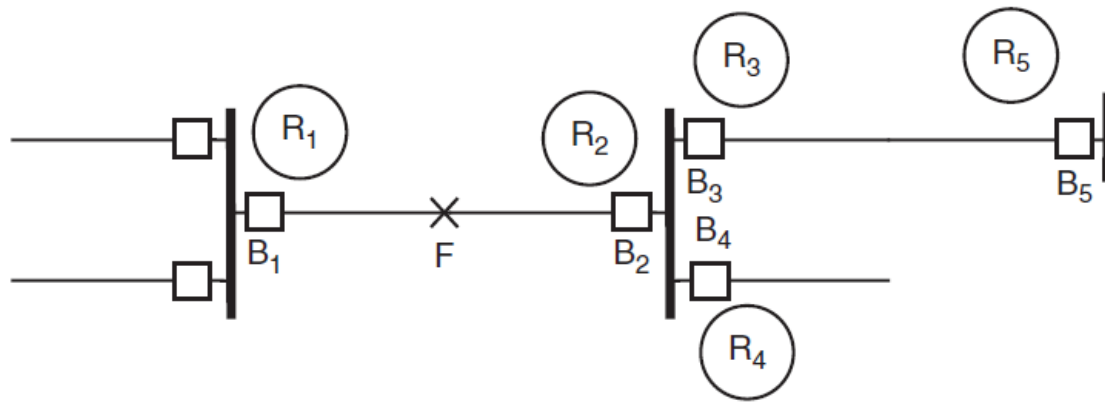 R₃
R₅
R₁
R₂
B₃
B₅
B₁
F
B₂
B₄
R₄